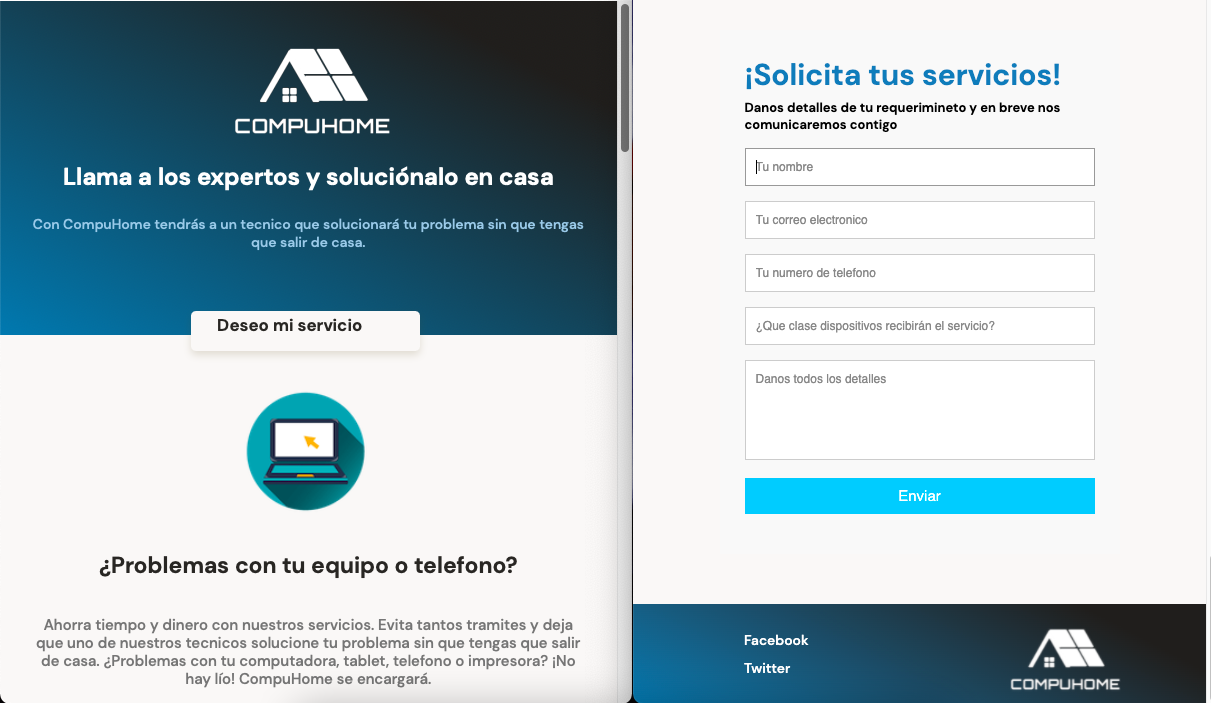 COMPUHOME
Llama a los expertos y soluciónalo en casa
Con CompuHome tendrás a un tecnico que solucionará tu problema sin que tengas
que salir de casa.
Deseo mi servicio
¿Problemas con tu equipo o telefono?
Ahorra tiempo y dinero con nuestros servicios. Evita tantos tramites y deja
que uno de nuestros tecnicos solucione tu problema sin que tengas que salir
de casa. ¿Problemas con tu computadora, tablet, telefono o impresora? ¡No
hay lío! CompuHome se encargará.
¡Solicita tus servicios!
Danos detalles de tu requerimineto y en breve nos
comunicaremos contigo
Tu nombre
Tu correo electronico
Tu numero de telefono
¿Que clase dispositivos recibirán el servicio?
Danos todos los detalles
Enviar
Facebook
Twitter
COMPUHOME